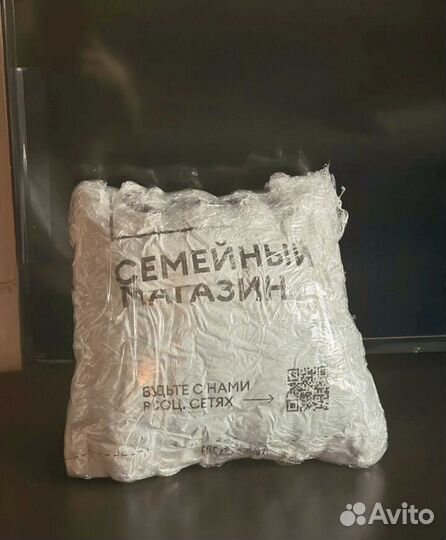 СЕМЕЙНЫЙ
МАГАЗИН
БУДЬТЕ С НАМИ
В СОЦ. СЕТЯХ
Avito